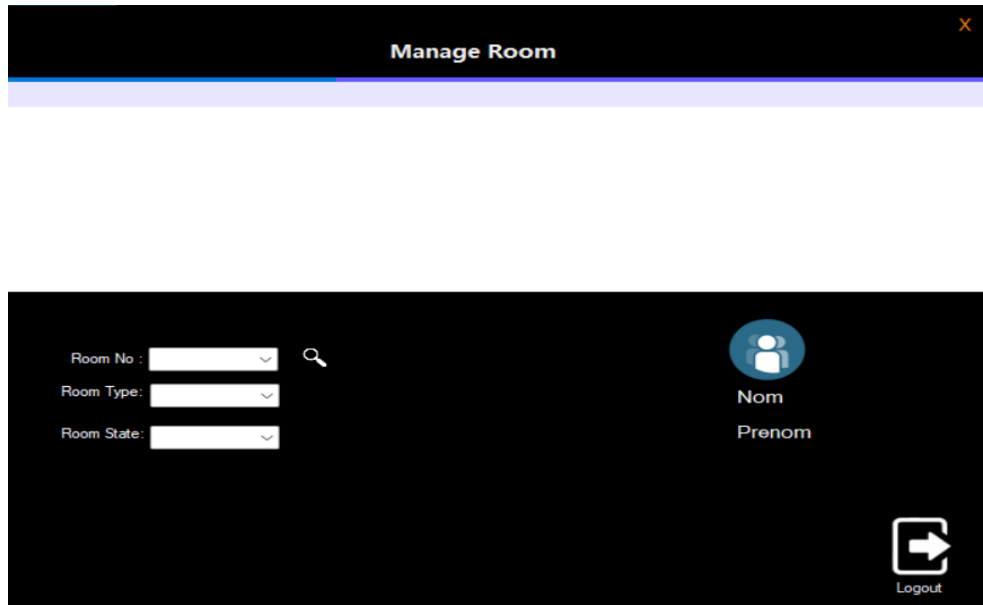 X
Manage Room
Room No :
Room Type:
Room State:
Nom
Prenom
Logout